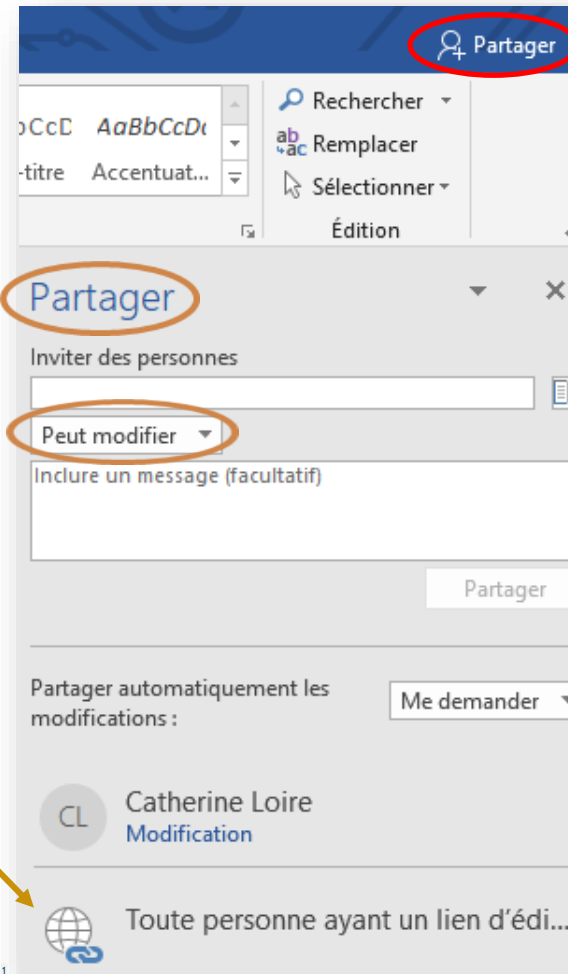 Partager
Rechercher
AaBbCcDc
Remplacer
-titre Accentuat...
Sélectionner
Édition
Partager
Inviter des personnes
Peut modifier
Inclure un message (facultatif)
Partager
Partager automatiquement les
modifications :
Me demander
CL
Catherine Loire
Modification
Toute personne ayant un lien d'édi...
1